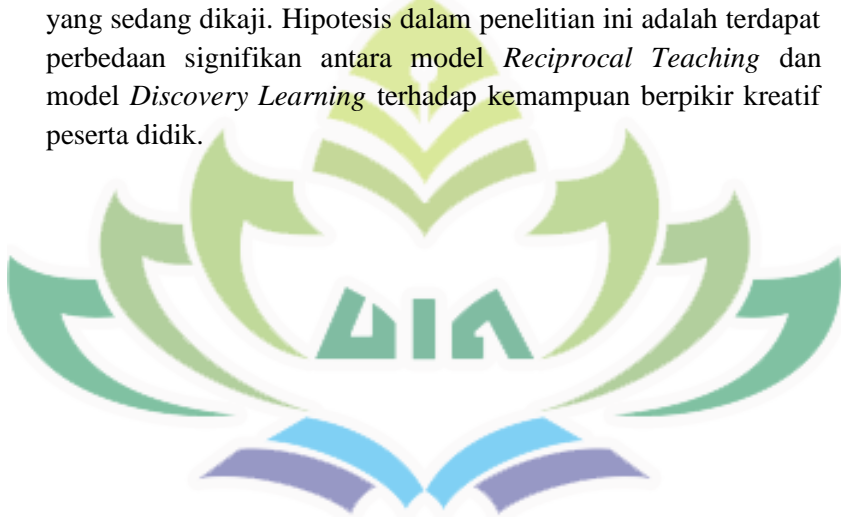 yang sedang dikaji. Hipotesis dalam penelitian ini adalah terdapat
perbedaan signifikan antara model Reciprocal Teaching dan
model Discovery Learning terhadap kemampuan berpikir kreatif
peserta didik.
UIN